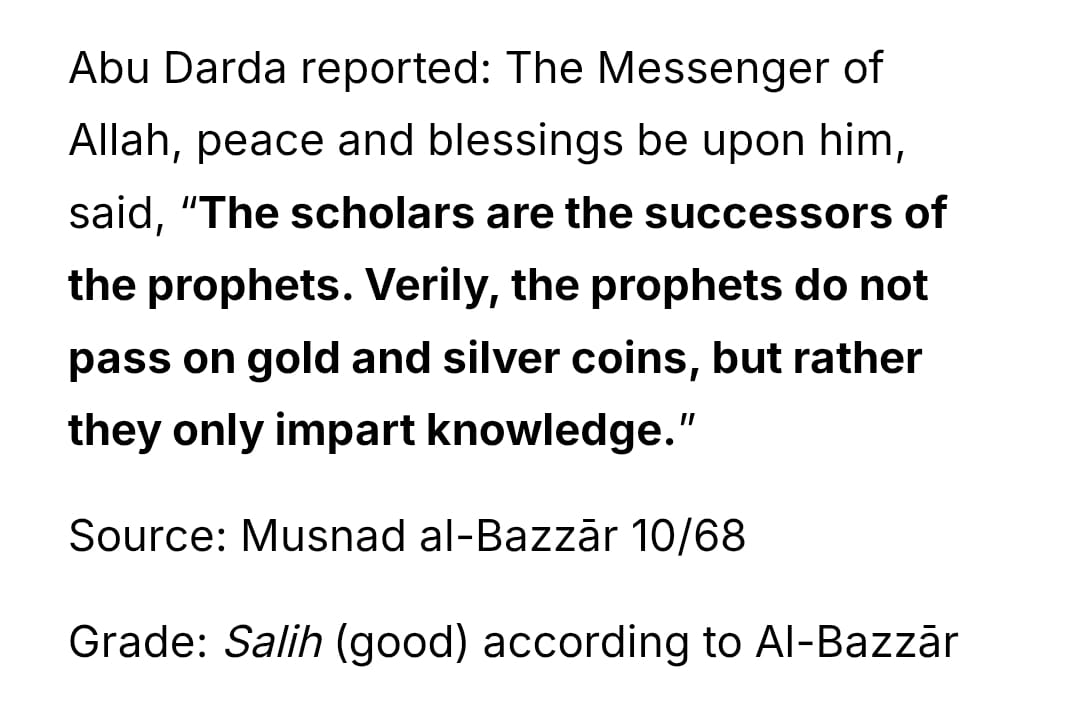 Abu Darda reported: The Messenger of
Allah, peace and blessings be upon him,
said, “The scholars are the successors of
the prophets. Verily, the prophets do not
pass on gold and silver coins, but rather
they only impart knowledge.”
Source: Musnad al-Bazzār 10/68
Grade: Salih (good) according to Al-Bazzār